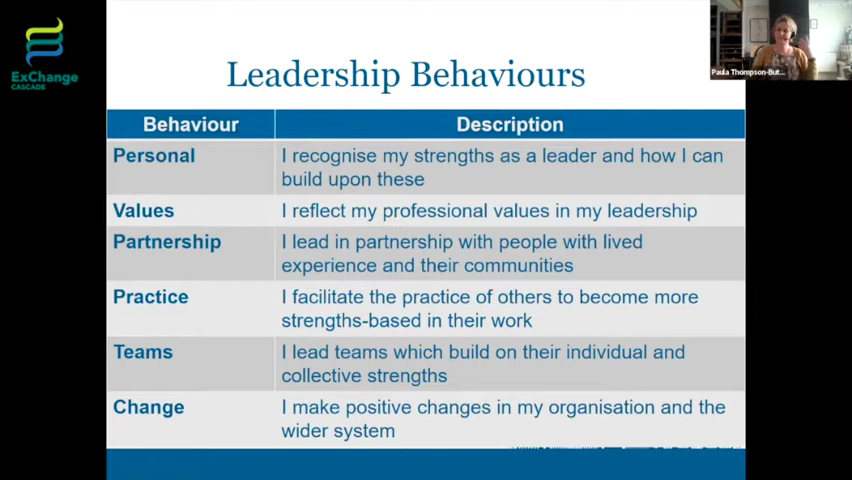 ExChange
CASCADE
Leadership Behaviours
Paula Thompson-But...
Behaviour Description
Personal I recognise my strengths as a leader and how I can
build upon these
Values I reflect my professional values in my leadership
Partnership I lead in partnership with people with lived
experience and their communities
Practice I facilitate the practice of others to become more
strengths-based in their work
Teams I lead teams which build on their individual and
collective strengths
Change I make positive changes in my organisation and the
wider system